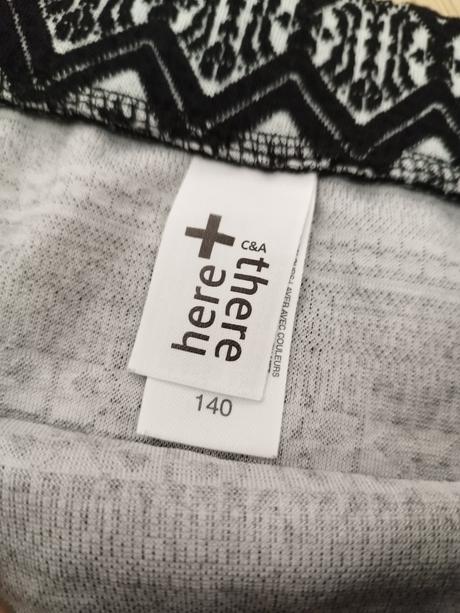 C&A
here + there
LAVER AVEC COULEURS
140